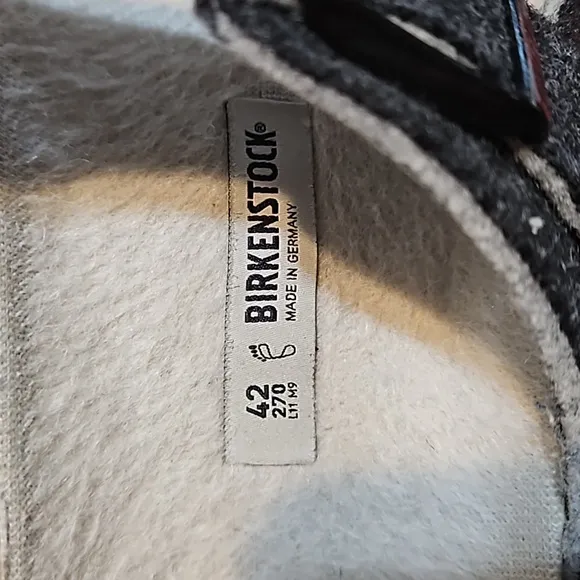 BIRKENSTOCK®
MADE IN GERMANY
42
270
L11 M9